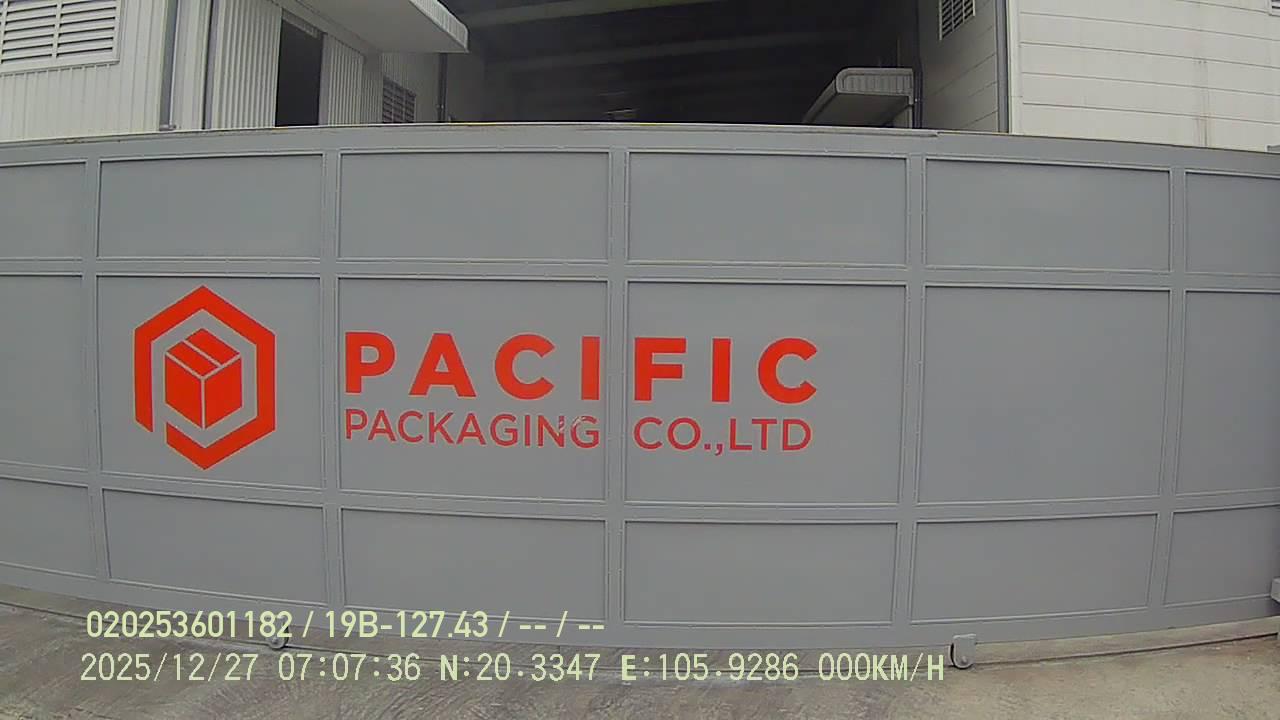 PACIFIC
PACKAGING CO.,LTD
020253601182 / 19B-127.43 / -- / --
2025/12/27 07:07:36 N:20.3347 E:105.9286 000KM/H